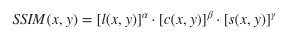 SSIM(x, y) = [l(x, y)]^α · [c(x, y)]^β · [s(x, y)]^γ